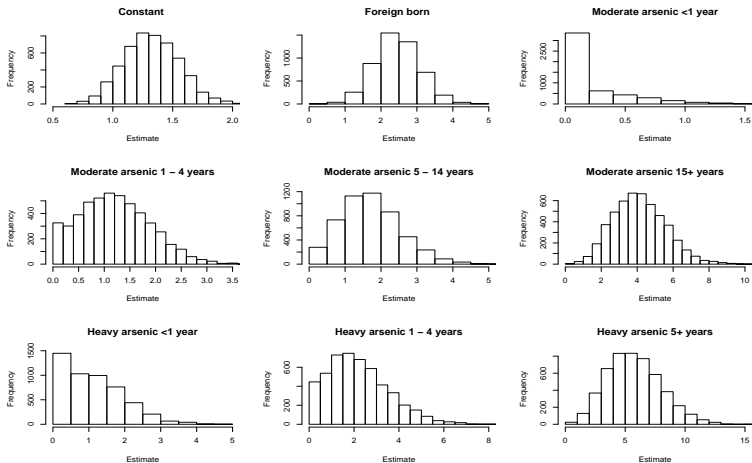 Constant
Frequency
0 200 600
0.5 1.0 1.5 2.0
Estimate
Foreign born
Frequency
0 500 1500
0 1 2 3 4 5
Estimate
Moderate arsenic <1 year
Frequency
0 1000 2500
0.0 0.5 1.0 1.5
Estimate
Moderate arsenic 1 – 4 years
Frequency
0 200 400
0.0 0.5 1.0 1.5 2.0 2.5 3.0 3.5
Estimate
Moderate arsenic 5 – 14 years
Frequency
0 400 800 1200
0 1 2 3 4 5
Estimate
Moderate arsenic 15+ years
Frequency
0 200 400 600
0 2 4 6 8 10
Estimate
Heavy arsenic <1 year
Frequency
0 500 1000 1500
0 1 2 3 4 5
Estimate
Heavy arsenic 1 – 4 years
Frequency
0 200 600
0 2 4 6 8
Estimate
Heavy arsenic 5+ years
Frequency
0 200 600
0 5 10 15
Estimate